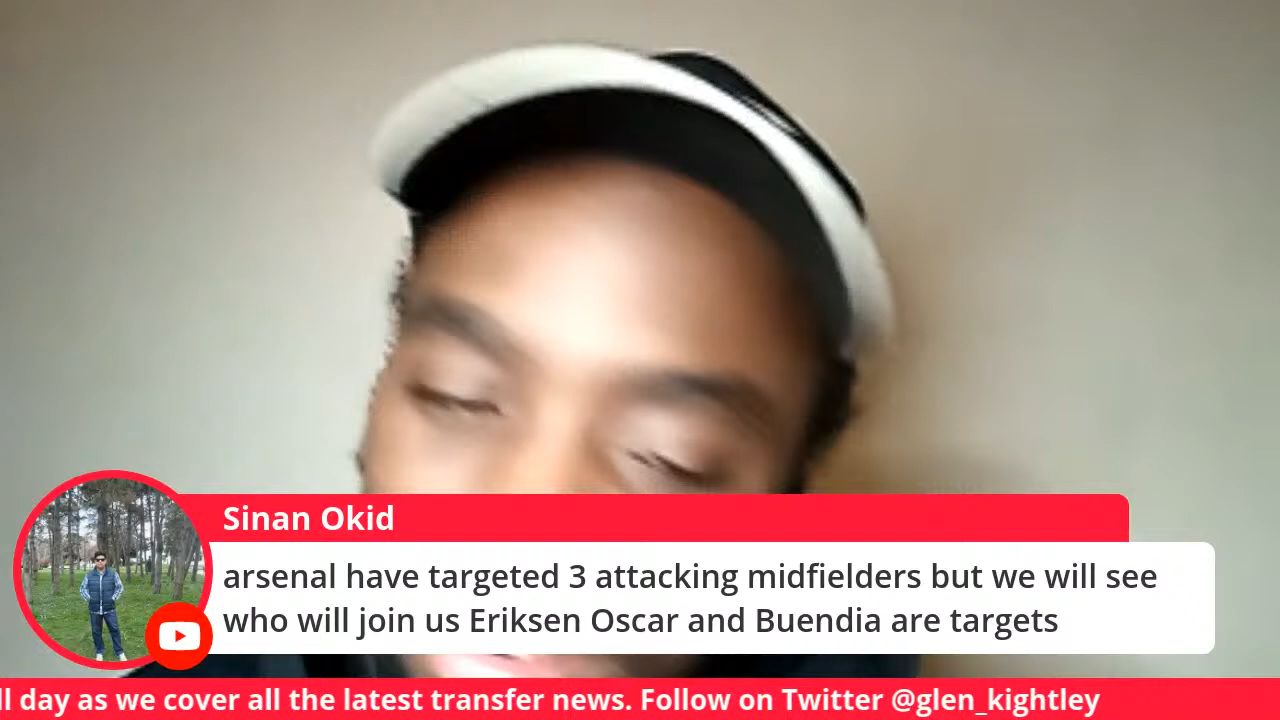 Sinan Okid
arsenal have targeted 3 attacking midfielders but we will see
who will join us Eriksen Oscar and Buendia are targets
day as we cover all the latest transfer news. Follow on Twitter @glen_kightley